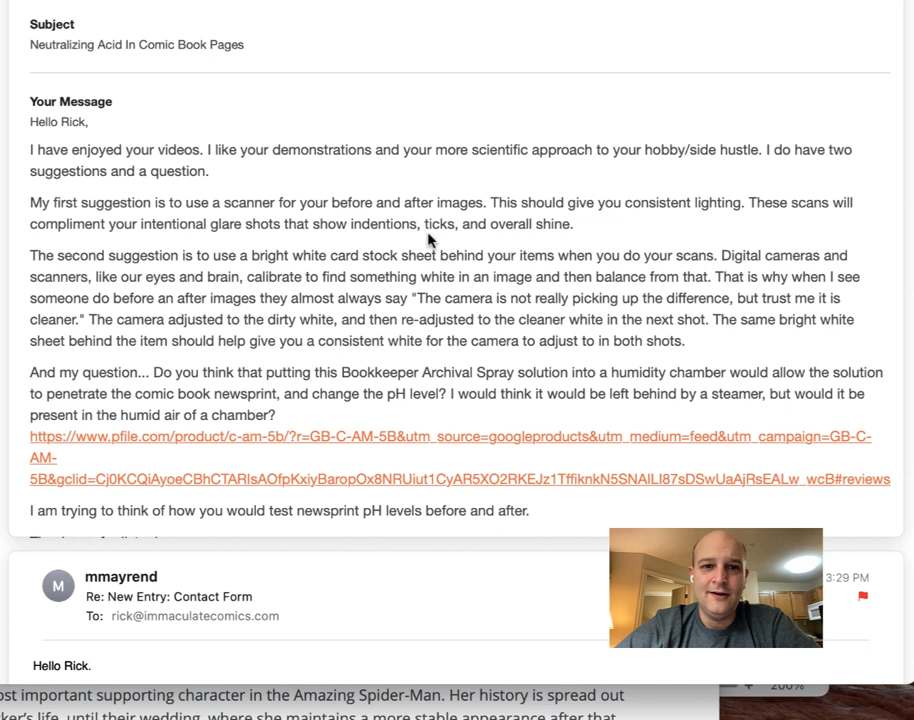 Subject
Neutralizing Acid In Comic Book Pages
Your Message
Hello Rick,
I have enjoyed your videos. I like your demonstrations and your more scientific approach to your hobby/side hustle. I do have two
suggestions and a question.
My first suggestion is to use a scanner for your before and after images. This should give you consistent lighting. These scans will
compliment your intentional glare shots that show indentions, ticks, and overall shine.
The second suggestion is to use a bright white card stock sheet behind your items when you do your scans. Digital cameras and
scanners, like our eyes and brain, calibrate to find something white in an image and then balance from that. That is why when I see
someone do before an after images they almost always say "The camera is not really picking up the difference, but trust me it is
cleaner." The camera adjusted to the dirty white, and then re-adjusted to the cleaner white in the next shot. The same bright white
sheet behind the item should help give you a consistent white for the camera to adjust to in both shots.
And my question... Do you think that putting this Bookkeeper Archival Spray solution into a humidity chamber would allow the solution
to penetrate the comic book newsprint, and change the pH level? I would think it would be left behind by a steamer, but would it be
present in the humid air of a chamber?
https://www.pfile.com/product/c-am-5b/?r=GB-C-AM-5B&utm_source=googleproducts&utm_medium=feed&utm_campaign=GB-C-
AM-
5B&gclid=Cj0KCQiAyoeCBhCTARIsAOfpKxiyBaropOx8NRUiut1CyAR5XO2RKEJz1TffiknkN5SNAlLI87sDSwUaAjRsEALw_wcB#reviews
I am trying to think of how you would test newsprint pH levels before and after.
M
mmayrend
3:29 PM
Re: New Entry: Contact Form
To: rick@immaculatecomics.com
Hello Rick.
200%
ost important supporting character in the Amazing Spider-Man. Her history is spread out
ker's life, until their wedding, where she maintains a more stable appearance after that